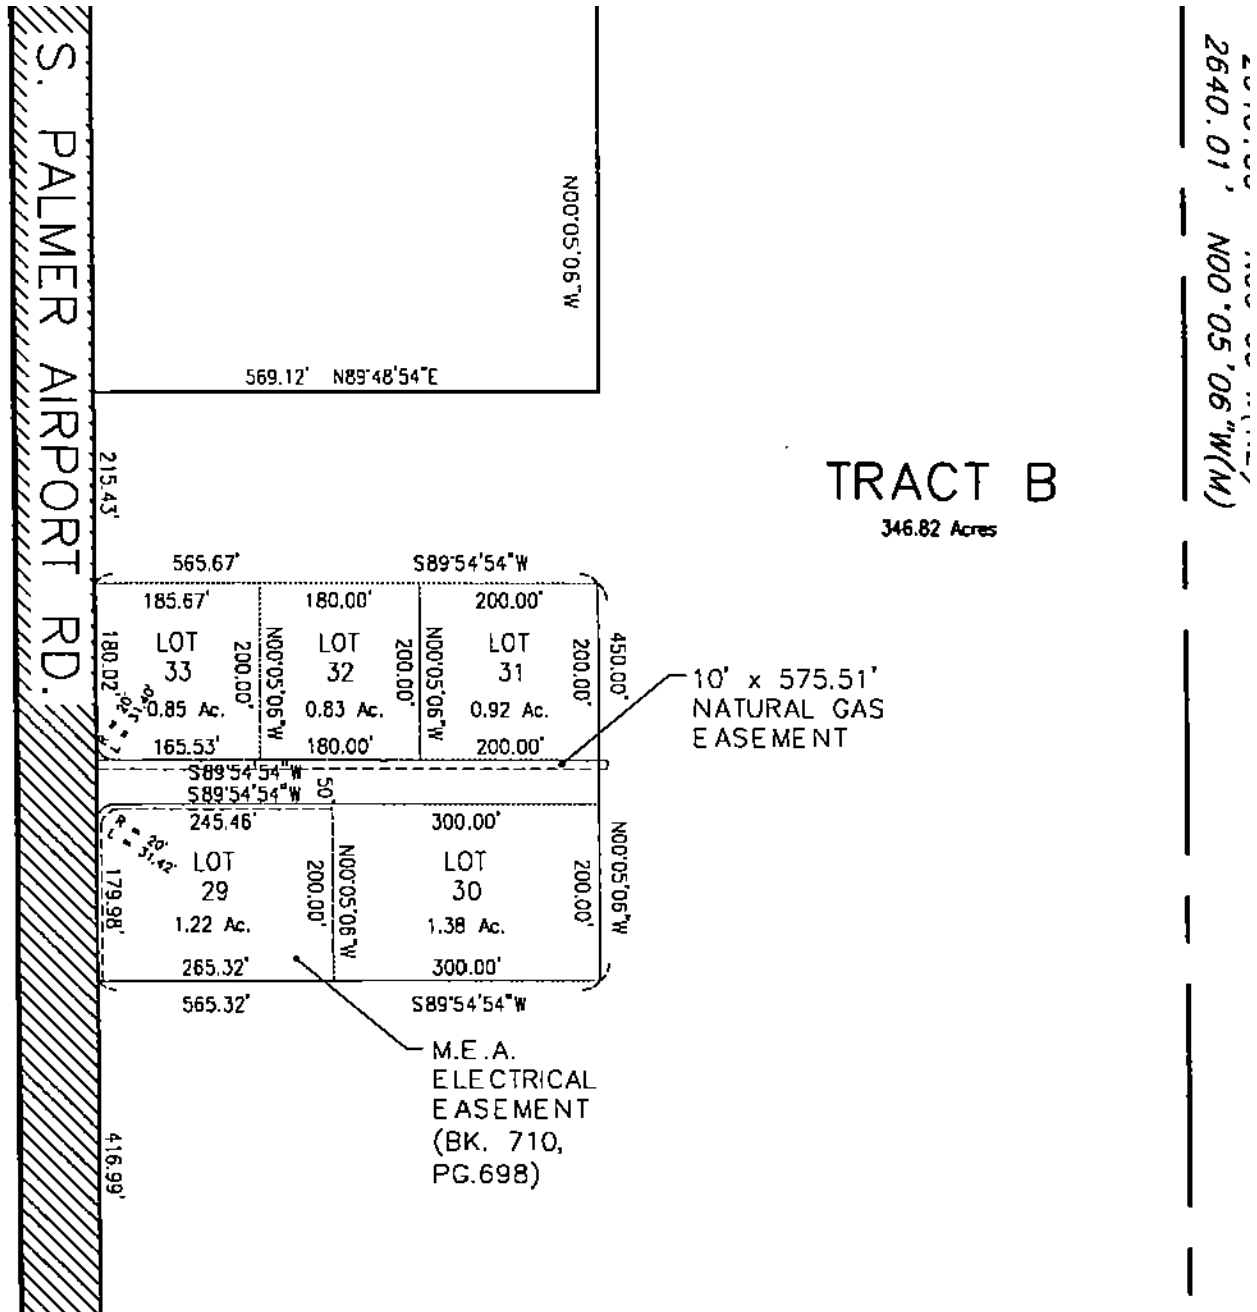 S. PALMER AIRPORT RD.
2640.01' N00°05'06"W(M)
N00°05'06"W
569.12' N89°48'54"E
215.43'
TRACT B
346.82 Acres
565.67' S89°54'54"W
185.67' 180.00' 200.00'
LOT
33
0.85 Ac.
180.02'
R = 20'
L = 31.40'
165.53'
200.00'
N00°05'06"W
LOT
32
0.83 Ac.
180.00'
200.00'
N00°05'06"W
LOT
31
0.92 Ac.
200.00'
200.00'
450.00'
10' x 575.51'
NATURAL GAS
EASEMENT
S89°54'54"W
S89°54'54"W
50'
245.46' 300.00'
R = 20'
L = 31.42'
LOT
29
1.22 Ac.
179.98'
265.32'
200.00'
N00°05'06"W
LOT
30
1.38 Ac.
300.00'
200.00'
N00°05'06"W
565.32' S89°54'54"W
M.E.A.
ELECTRICAL
EASEMENT
(BK. 710,
PG.698)
416.99'